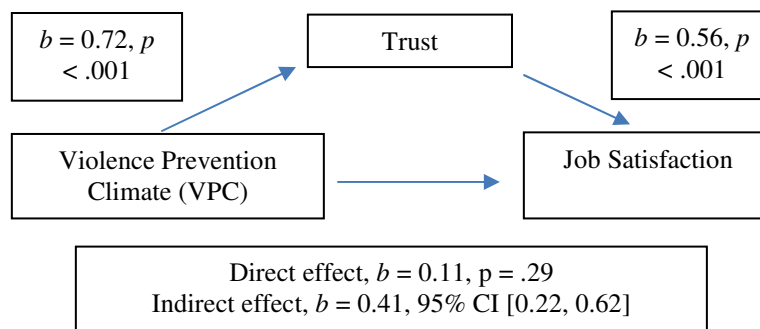 b = 0.72, p
< .001
Trust
b = 0.56, p
< .001
Violence Prevention
Climate (VPC)
Job Satisfaction
Direct effect, b = 0.11, p = .29
Indirect effect, b = 0.41, 95% CI [0.22, 0.62]